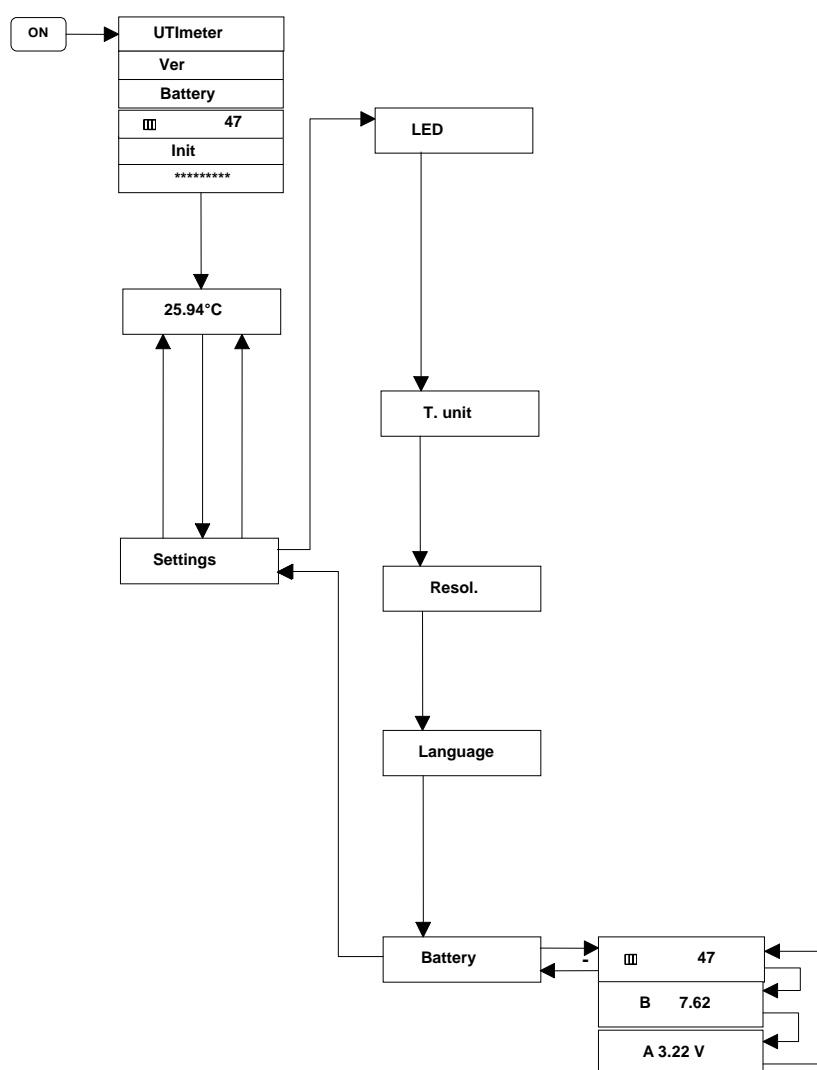 ON
UTImeter
Ver
Battery
47
Init
*********
25.94°C
Settings
LED
T. unit
Resol.
Language
Battery
-
47
B 7.62
A 3.22 V